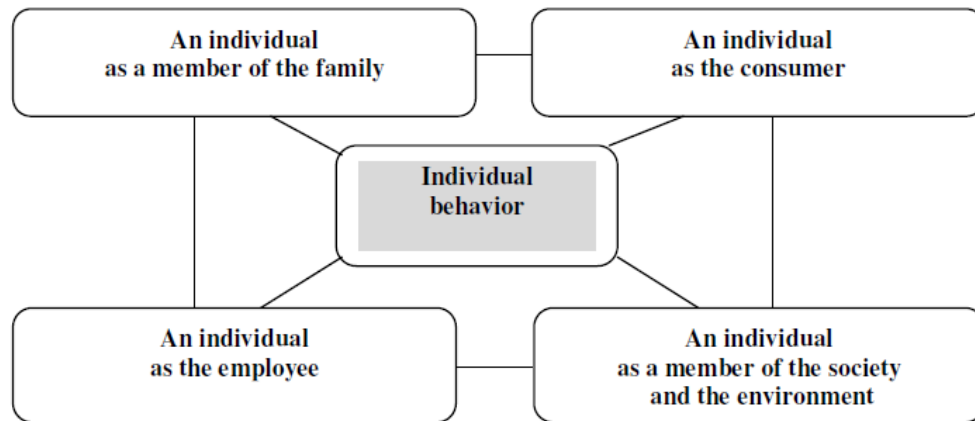 An individual
as a member of the family
An individual
as the consumer
Individual
behavior
An individual
as the employee
An individual
as a member of the society
and the environment